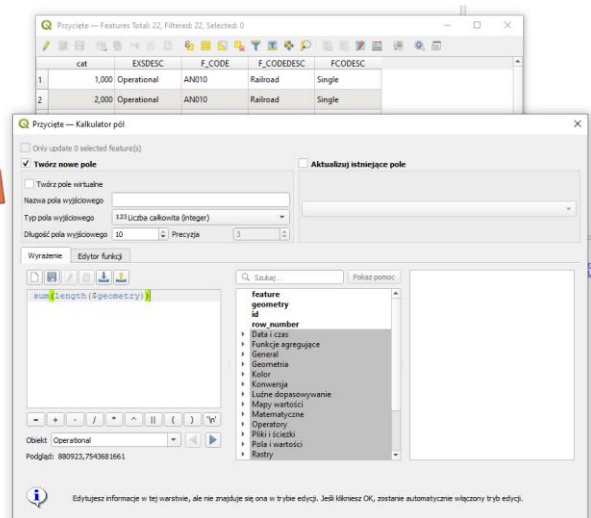 Przycięte — Features Total: 22, Filtered: 22, Selected: 0
cat EXSDESC F_CODE F_CODEDESC FCODESC
1 1,000 Operational AN010 Railroad Single
2 2,000 Operational AN010 Railroad Single
Przycięte — Kalkulator pól
Only update 0 selected feature(s)
Twórz nowe pole
Aktualizuj istniejące pole
Twórz pole wirtualne
Nazwa pola wyjściowego
Typ pola wyjściowego 123 Liczba całkowita (integer)
Długość pola wyjściowego 10 Precyzja 3
Wyrażenie Edytor funkcji
Szukaj... Pokaż pomoc
sum(length($geometry))
feature
geometry
id
row_number
Data i czas
Funkcje agregujące
General
Geometria
Kolor
Konwersja
Luźne dopasowywanie
Mapy wartości
Matematyczne
Operatory
Pliki i ścieżki
Pola i wartości
Rastry
= + - / * ^ || ( ) '\n'
Obiekt Operational
Podgląd: 880923,7543681661
Edytujesz informacje w tej warstwie, ale nie znajduje się ona w trybie edycji. Jeśli klikniesz OK, zostanie automatycznie włączony tryb edycji.